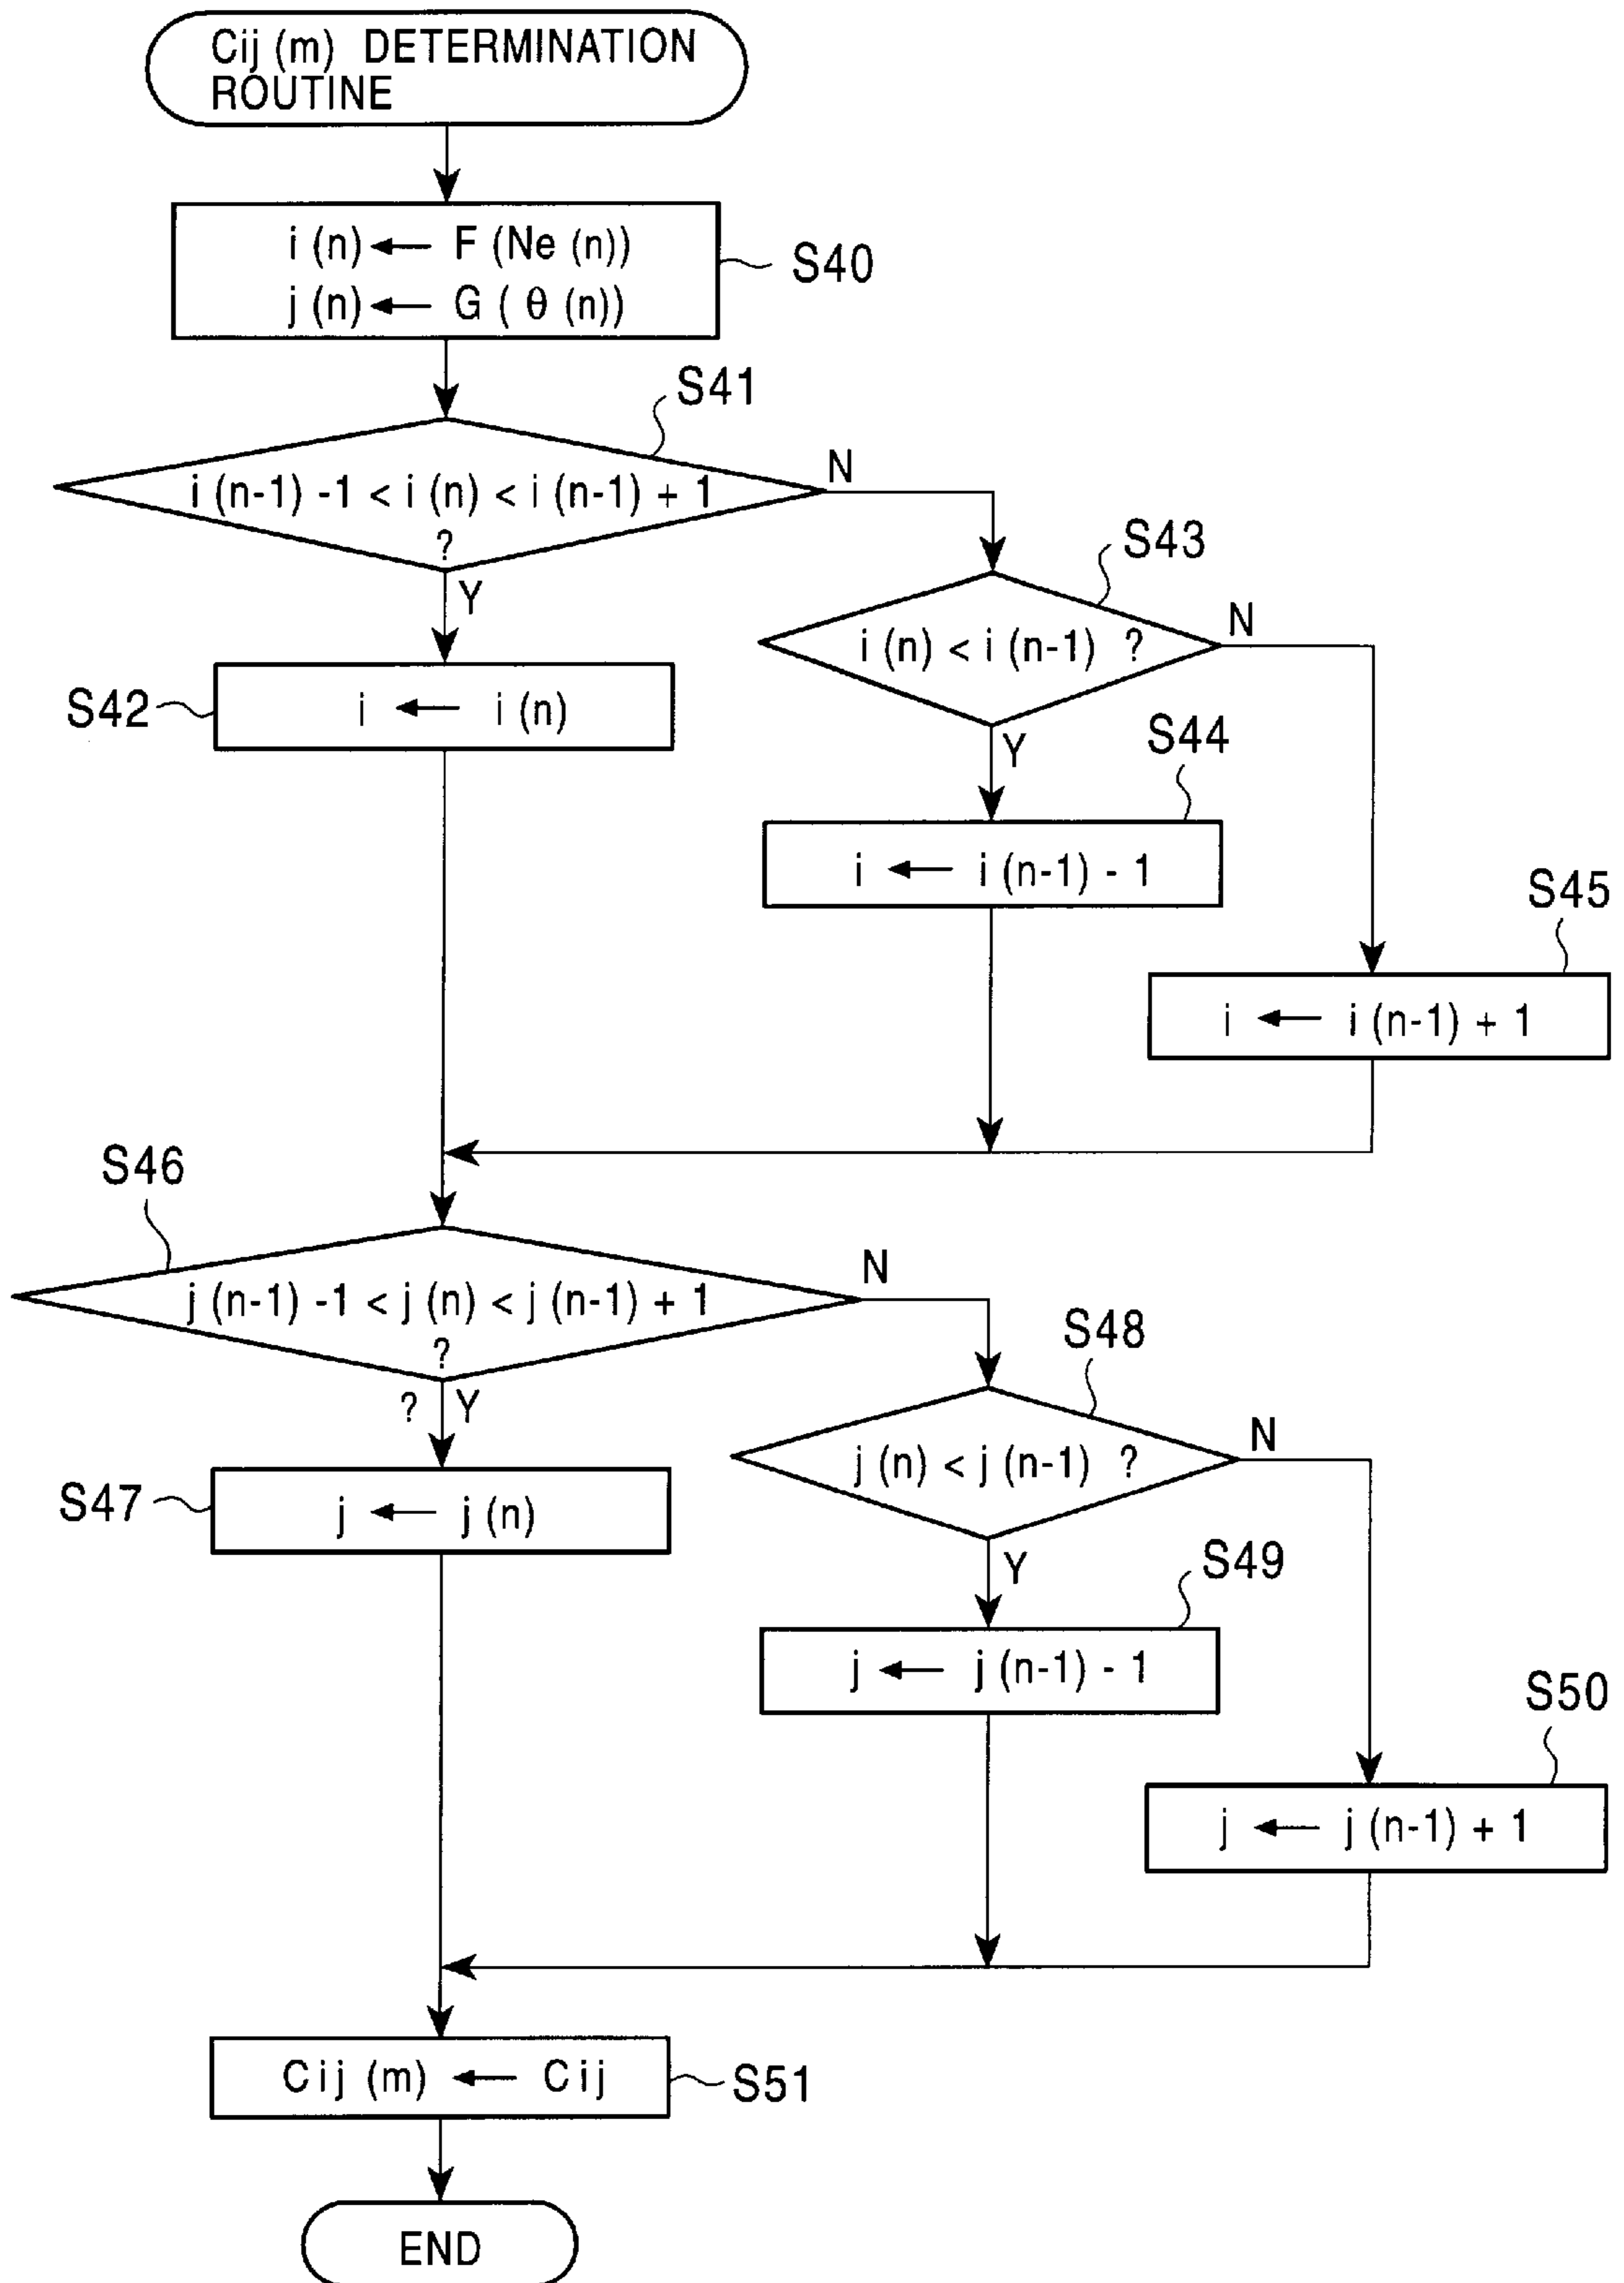 Cij (m) DETERMINATION
ROUTINE
i (n) ← F (Ne (n))
j (n) ← G ( θ (n))
S40
S41
i (n-1) -1 < i (n) < i (n-1) + 1
?
N
Y
S43
i (n) < i (n-1) ?
N
Y
S42
i ← i (n)
S44
i ← i (n-1) - 1
S45
i ← i (n-1) + 1
S46
j (n-1) -1 < j (n) < j (n-1) + 1
?
N
? Y
S48
j (n) < j (n-1) ?
N
Y
S47
j ← j (n)
S49
j ← j (n-1) - 1
S50
j ← j (n-1) + 1
Cij (m) ← Cij
S51
END